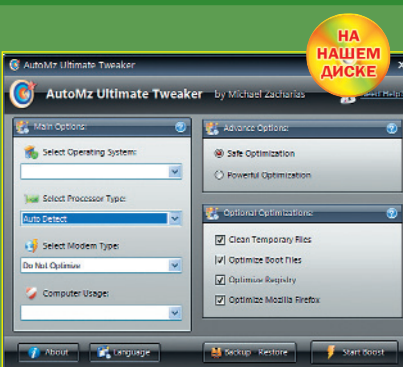 НА
НАШЕМ
ДИСКЕ
AutoMz Ultimate Tweaker
AutoMz Ultimate Tweaker by Michael Zacharias
Need Help?
Main Options:
Select Operating System:
Select Processor Type:
Auto Detect
Select Modem Type:
Do Not Optimize
Computer Usage:
Advance Options:
Safe Optimization
Powerful Optimization
Optional Optimizations:
Clean Temporary Files
Optimize Boot Files
Optimize Registry
Optimize Mozilla Firefox
About
Language
Backup - Restore
Start Boost